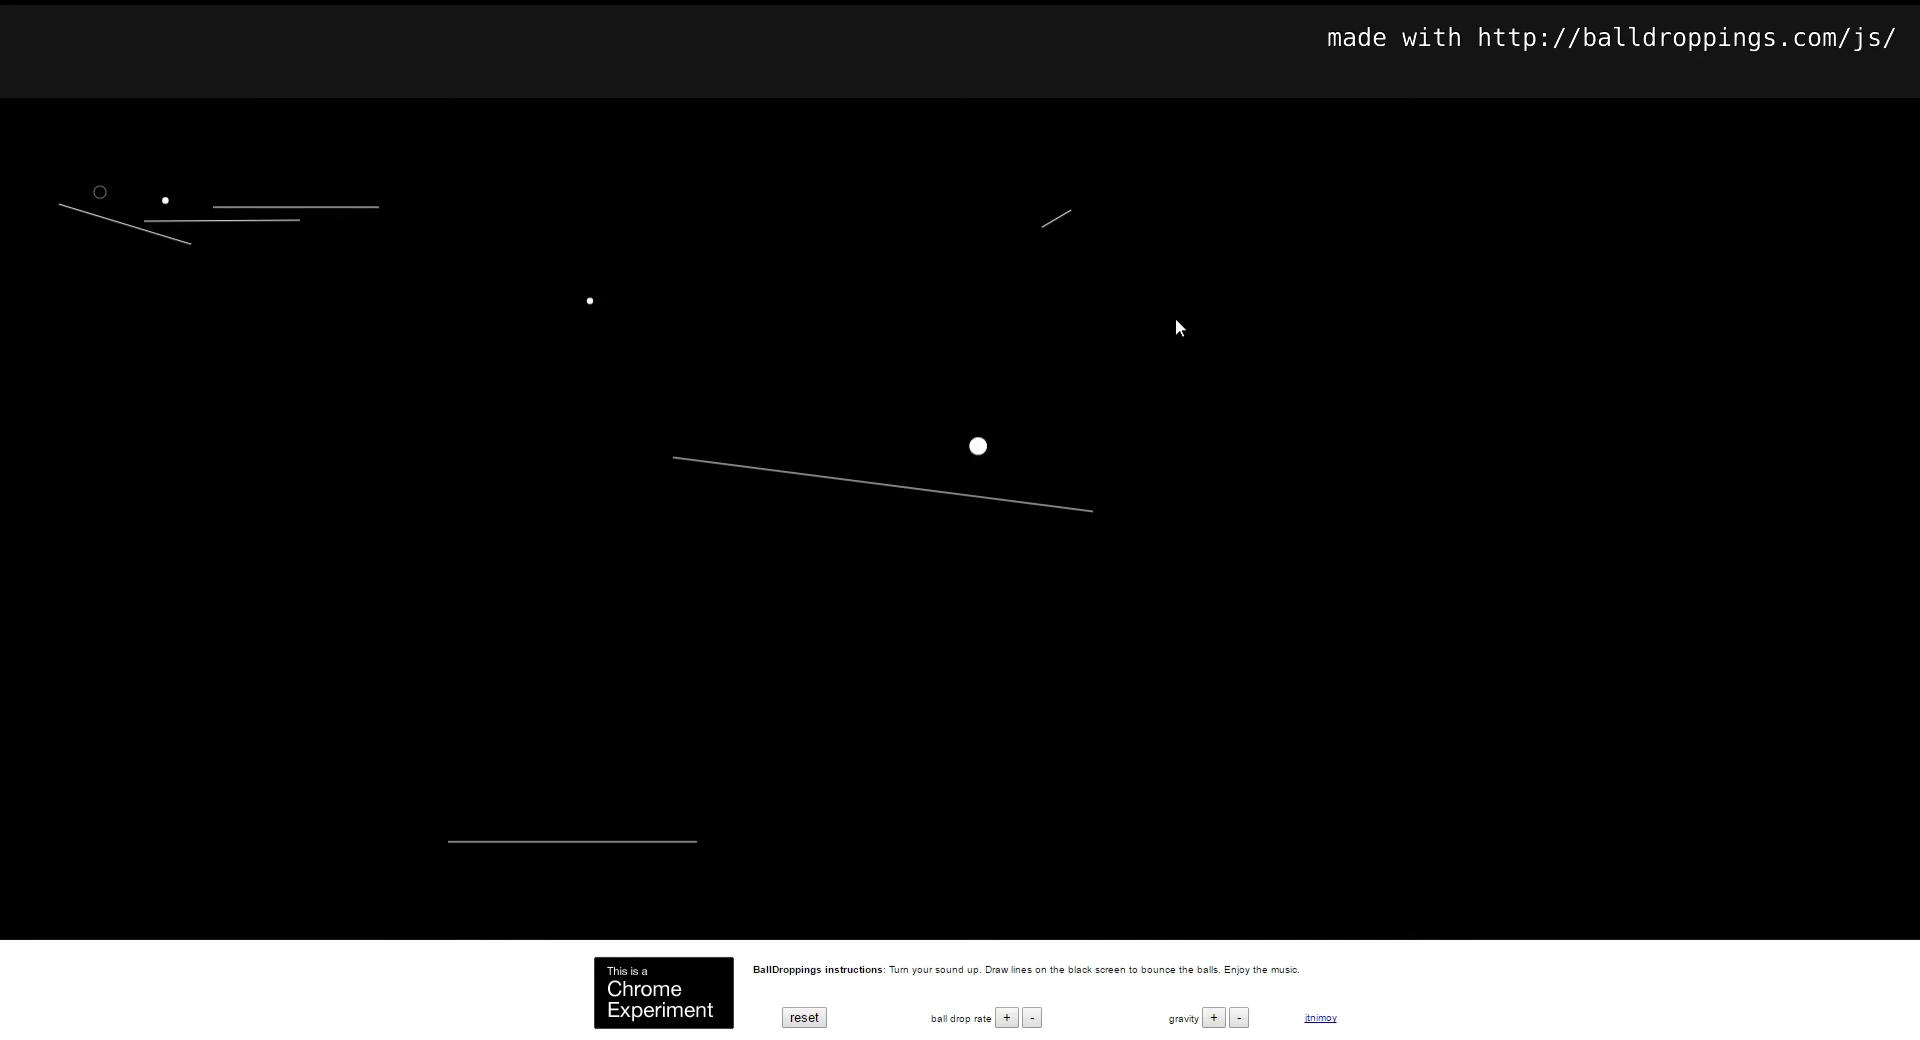 made with http://balldroppings.com/js/
This is a
Chrome
Experiment
BallDroppings instructions: Turn your sound up. Draw lines on the black screen to bounce the balls. Enjoy the music.
reset
ball drop rate + -
gravity + -
jtnimoy